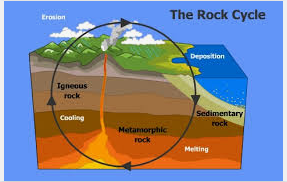 The Rock Cycle
Erosion
Deposition
Igneous
rock
Sedimentary
rock
Cooling
Metamorphic
rock
Melting